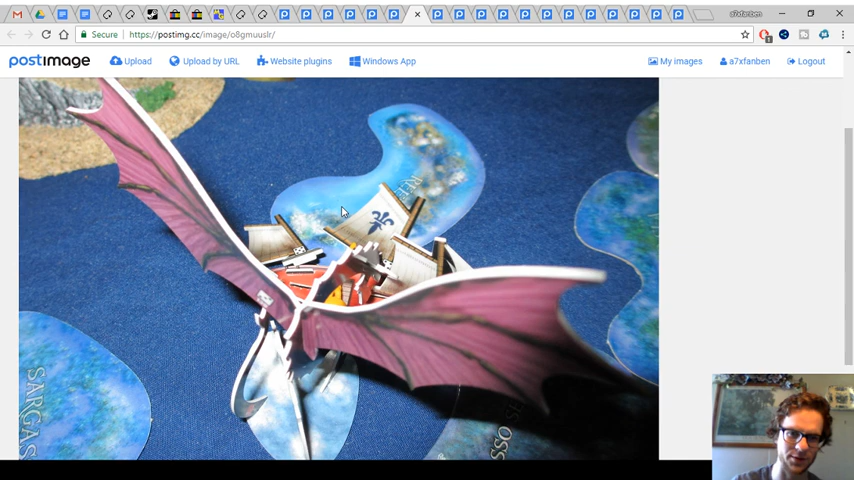 a7xfanben
Secure https://postimg.cc/image/o8gmuuslr/
postimage Upload Upload by URL Website plugins Windows App My images a7xfanben Logout
REEF
SARGAS